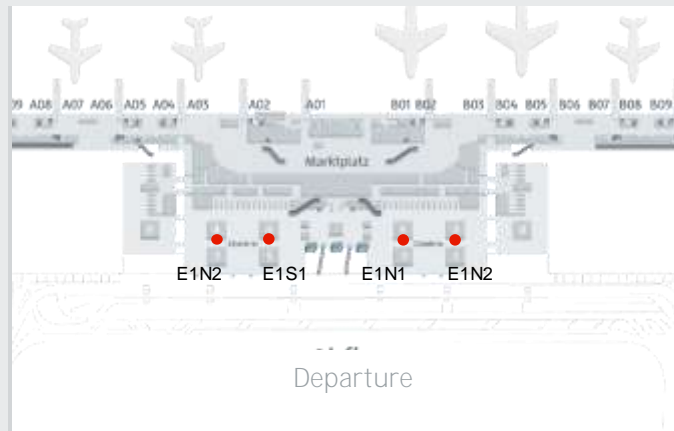 09 A08 A07 A06 A05 A04 A03 A02 A01 B01 B02 B03 B04 B05 B06 B07 B08 B09
Marktplatz
E1N2 E1S1 E1N1 E1N2
Departure